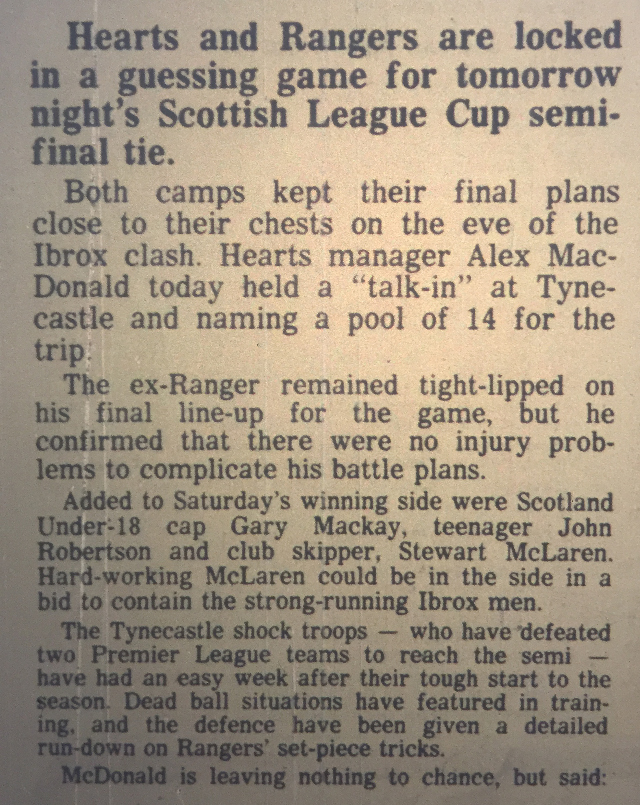 Hearts and Rangers are locked
in a guessing game for tomorrow
night's Scottish League Cup semi-
final tie.
Both camps kept their final plans
close to their chests on the eve of the
Ibrox clash. Hearts manager Alex Mac-
Donald today held a “talk-in” at Tyne-
castle and naming a pool of 14 for the
trip.
The ex-Ranger remained tight-lipped on
his final line-up for the game, but he
confirmed that there were no injury prob-
lems to complicate his battle plans.
Added to Saturday's winning side were Scotland
Under-18 cap Gary Mackay, teenager John
Robertson and club skipper, Stewart McLaren.
Hard-working McLaren could be in the side in a
bid to contain the strong-running Ibrox men.
The Tynecastle shock troops — who have defeated
two Premier League teams to reach the semi —
have had an easy week after their tough start to the
season. Dead ball situations have featured in train-
ing, and the defence have been given a detailed
run-down on Rangers' set-piece tricks.
McDonald is leaving nothing to chance, but said: